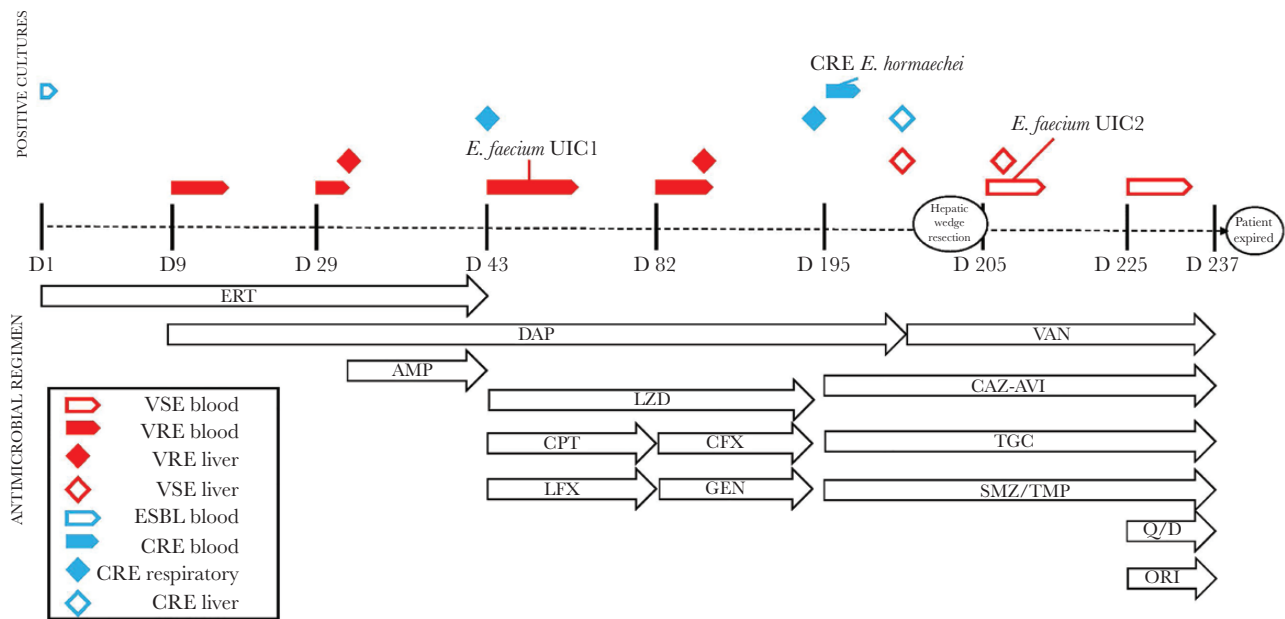 POSITIVE CULTURES
CRE E. hormaechei
E. faecium UIC1
E. faecium UIC2
Hepatic
wedge
resection
Patient
expired
D1
D9
D 29
D 43
D 82
D 195
D 205
D 225
D 237
ANTIMICROBIAL REGIMEN
ERT
DAP
VAN
AMP
CAZ-AVI
LZD
CPT
CFX
TGC
LFX
GEN
SMZ/TMP
Q/D
ORI
VSE blood
VRE blood
VRE liver
VSE liver
ESBL blood
CRE blood
CRE respiratory
CRE liver